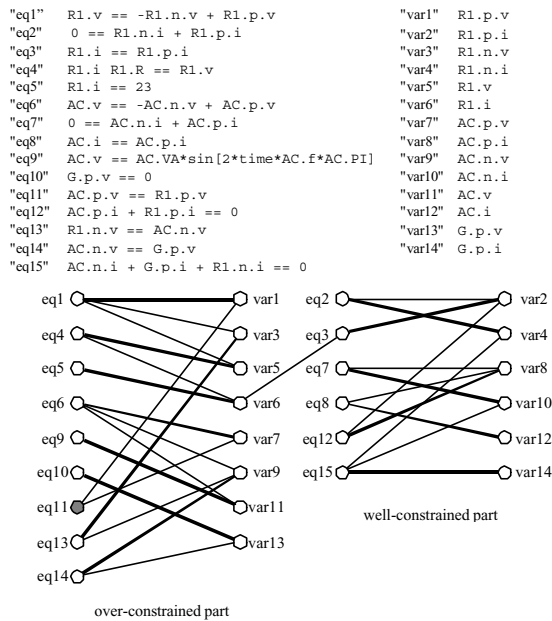 "eq1” R1.v == -R1.n.v + R1.p.v "var1" R1.p.v
"eq2" 0 == R1.n.i + R1.p.i "var2" R1.p.i
"eq3" R1.i == R1.p.i "var3" R1.n.v
"eq4" R1.i R1.R == R1.v "var4" R1.n.i
"eq5" R1.i == 23 "var5" R1.v
"eq6" AC.v == -AC.n.v + AC.p.v "var6" R1.i
"eq7" 0 == AC.n.i + AC.p.i "var7" AC.p.v
"eq8" AC.i == AC.p.i "var8" AC.p.i
"eq9" AC.v == AC.VA*sin[2*time*AC.f*AC.PI] "var9" AC.n.v
"eq10" G.p.v == 0 "var10" AC.n.i
"eq11" AC.p.v == R1.p.v "var11" AC.v
"eq12" AC.p.i + R1.p.i == 0 "var12" AC.i
"eq13" R1.n.v == AC.n.v "var13" G.p.v
"eq14" AC.n.v == G.p.v "var14" G.p.i
"eq15" AC.n.i + G.p.i + R1.n.i == 0
eq1 var1 eq2 var2
eq4 var3 eq3 var4
eq5 var5 eq7 var8
eq6 var6 eq8 var10
eq9 var7 eq12 var12
eq10 var9 eq15 var14
eq11 var11
well-constrained part
eq13 var13
eq14
over-constrained part